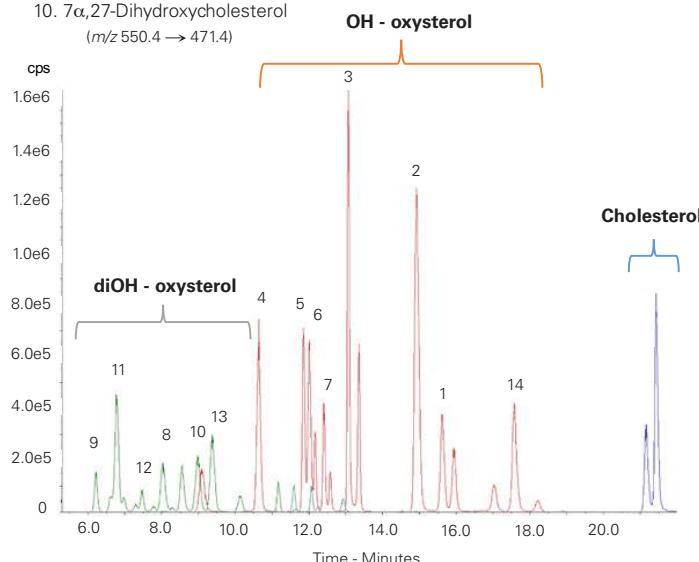 10. 7α,27-Dihydroxycholesterol
(m/z 550.4 → 471.4)
OH - oxysterol
cps
1.6e6
1.4e6
1.2e6
1.0e6
8.0e5
6.0e5
4.0e5
2.0e5
0
3
2
Cholesterol
diOH - oxysterol
4
5
6
11
7
1
14
13
9
12
8
10
6.0
8.0
10.0
12.0
14.0
16.0
18.0
20.0
Time - Minutes